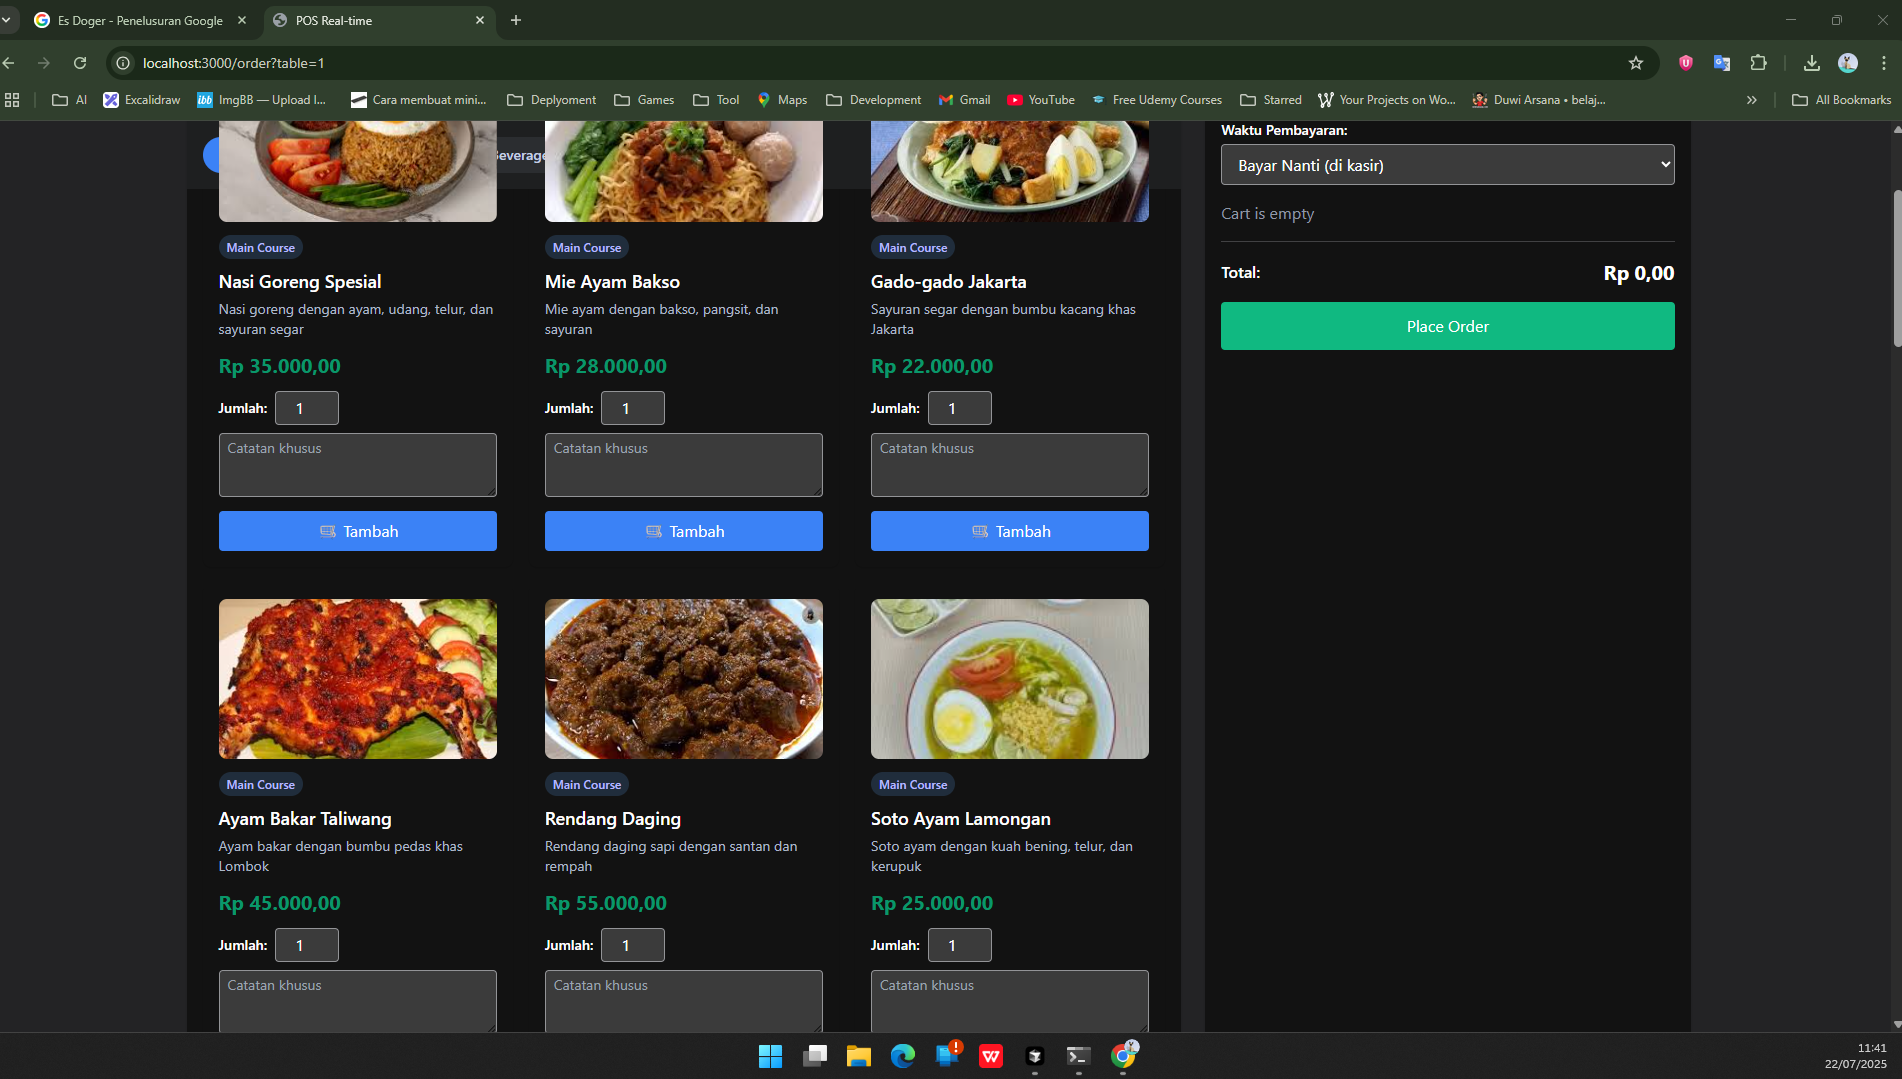 Es Doger - Penelusuran Google
POS Real-time
localhost:3000/order?table=1
AI
Excalidraw
ImgBB — Upload I...
Cara membuat mini...
Deplyoment
Games
Tool
Maps
Development
Gmail
YouTube
Free Udemy Courses
Starred
Your Projects on Wo...
Duwi Arsana • belaj...
All Bookmarks
Beverage
Main Course
Nasi Goreng Spesial
Nasi goreng dengan ayam, udang, telur, dan
sayuran segar
Rp 35.000,00
Jumlah: 1
Catatan khusus
Tambah
Main Course
Mie Ayam Bakso
Mie ayam dengan bakso, pangsit, dan
sayuran
Rp 28.000,00
Jumlah: 1
Catatan khusus
Tambah
Main Course
Gado-gado Jakarta
Sayuran segar dengan bumbu kacang khas
Jakarta
Rp 22.000,00
Jumlah: 1
Catatan khusus
Tambah
Main Course
Ayam Bakar Taliwang
Ayam bakar dengan bumbu pedas khas
Lombok
Rp 45.000,00
Jumlah: 1
Catatan khusus
Main Course
Rendang Daging
Rendang daging sapi dengan santan dan
rempah
Rp 55.000,00
Jumlah: 1
Catatan khusus
Main Course
Soto Ayam Lamongan
Soto ayam dengan kuah bening, telur, dan
kerupuk
Rp 25.000,00
Jumlah: 1
Catatan khusus
Waktu Pembayaran:
Bayar Nanti (di kasir)
Cart is empty
Total: Rp 0,00
Place Order
11:41
22/07/2025